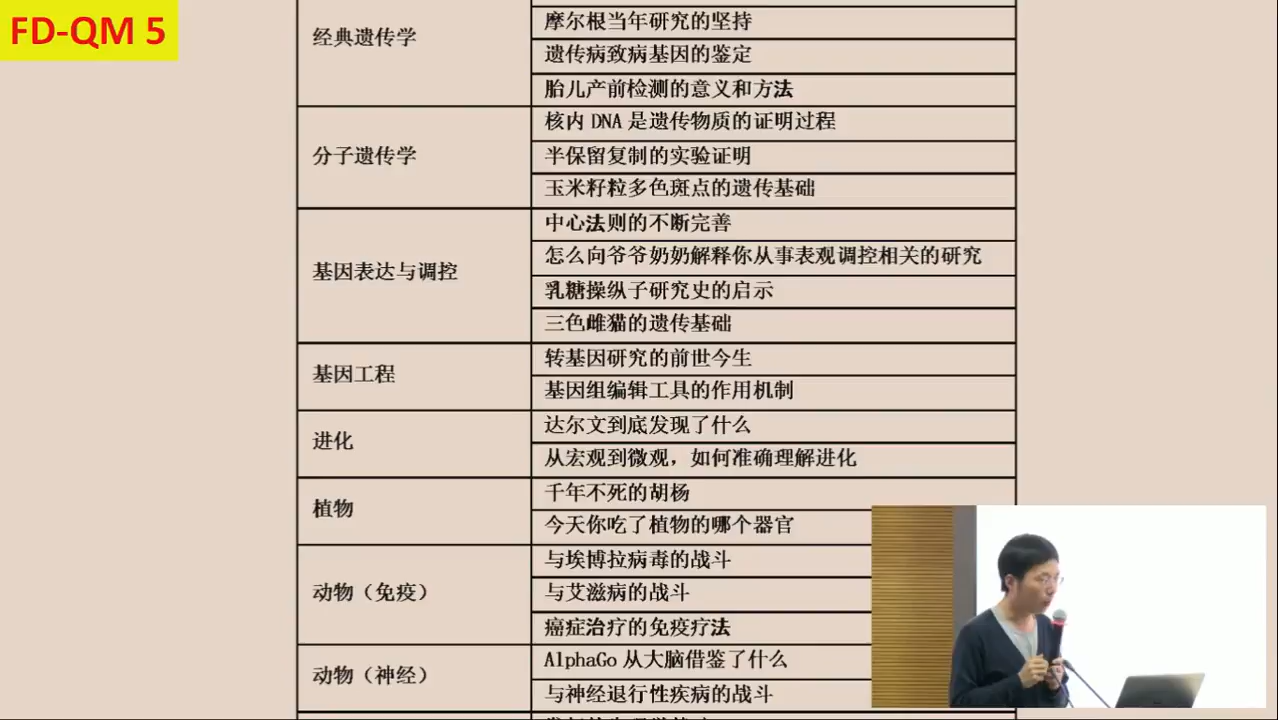 FD-QM 5
经典遗传学
摩尔根当年研究的坚持
遗传病致病基因的鉴定
胎儿产前检测的意义和方法
分子遗传学
核内 DNA 是遗传物质的证明过程
半保留复制的实验证明
玉米籽粒多色斑点的遗传基础
基因表达与调控
中心法则的不断完善
怎么向爷爷奶奶解释你从事表观调控相关的研究
乳糖操纵子研究史的启示
三色雌猫的遗传基础
基因工程
转基因研究的前世今生
基因组编辑工具的作用机制
进化
达尔文到底发现了什么
从宏观到微观，如何准确理解进化
植物
千年不死的胡杨
今天你吃了植物的哪个器官
动物（免疫）
与埃博拉病毒的战斗
与艾滋病的战斗
癌症治疗的免疫疗法
动物（神经）
AlphaGo 从大脑借鉴了什么
与神经退行性疾病的战斗